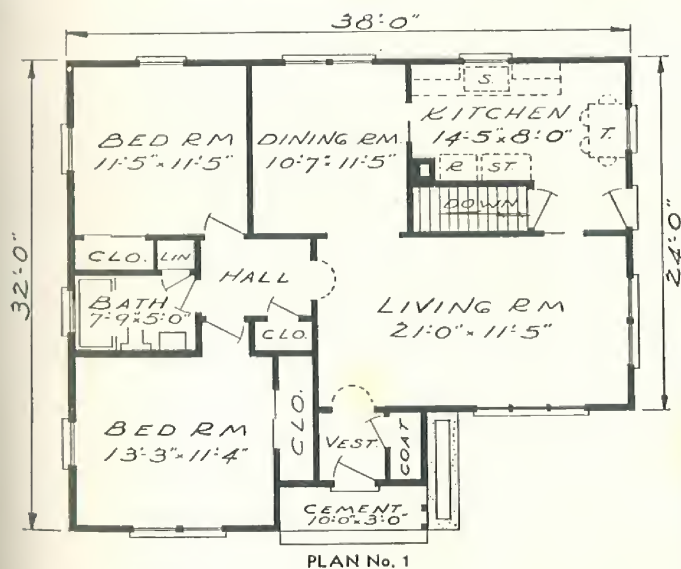 38'-0"
BED RM
11'-5" x 11'-5"
DINING RM.
10'-7" 11'-5"
S.
KITCHEN
14'-5" x 8'-0"
T.
R
ST.
DOWN
32'-0"
24'-0"
CLO.
LIN
HALL
BATH
7'-9" x 5'-0"
CLO.
LIVING RM
21'-0" x 11'-5"
BED RM
13'-3" x 11'-4"
CLO.
VEST.
COAT
CEMENT
10'-0" x 3'-0"
PLAN No. 1